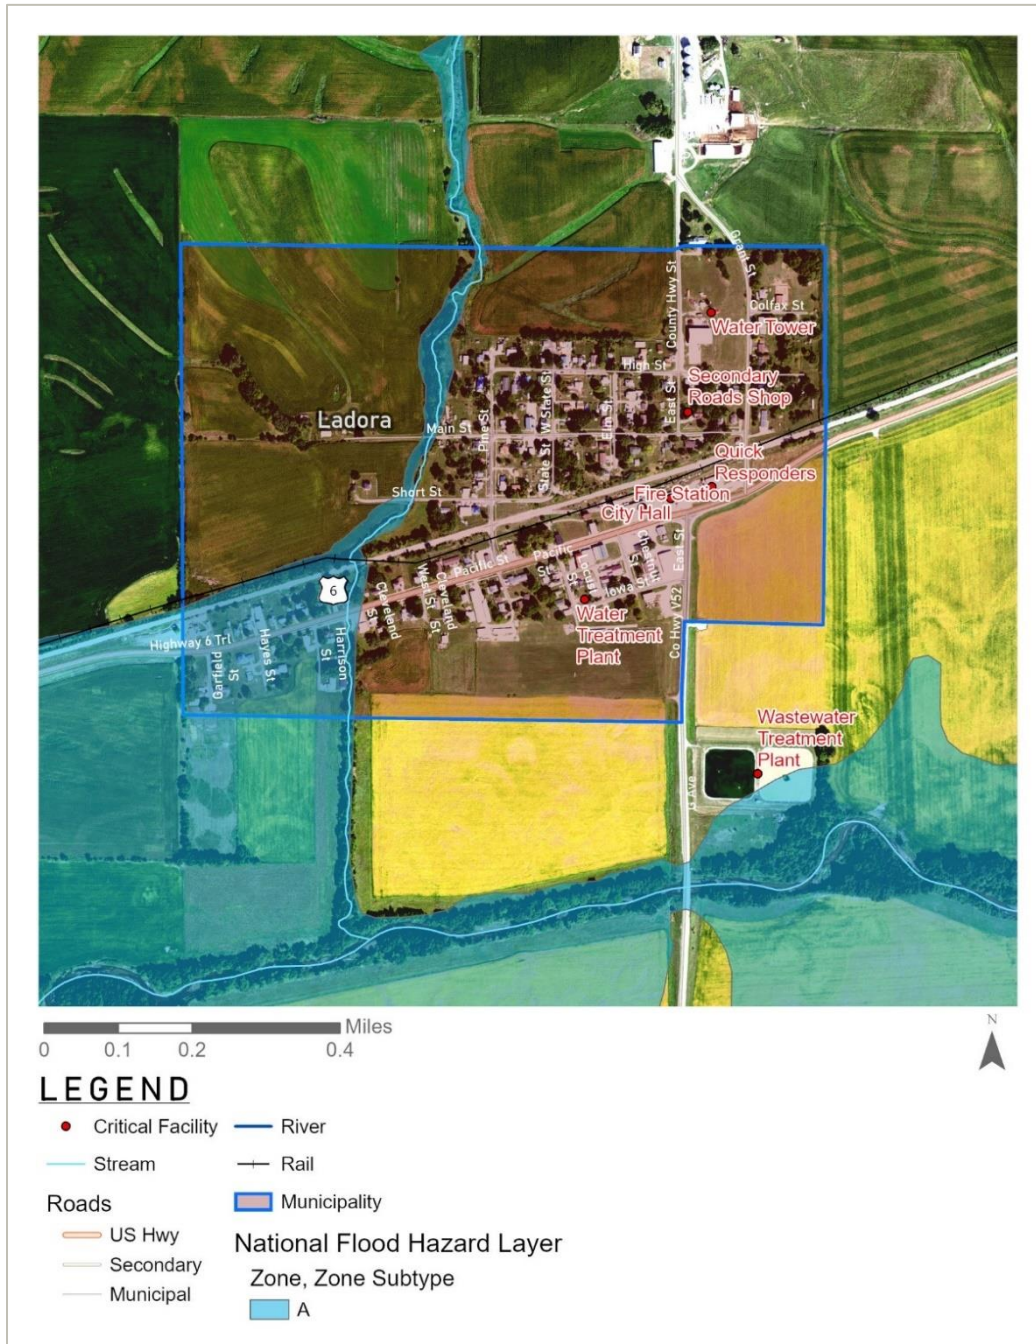 Grant St
County Hwy St
Colfax St
Water Tower
High St
Secondary
Roads Shop
W State St
Elm St
East St
Ladora
Main St
Pine St
State St
Quick
Responders
Short St
Fire Station
City Hall
Pacific
St
Pacific St
Chestnut
St
East St
6
Cleveland
St
West St
Cleveland
St
Locust
St
Iowa St
Water
Treatment
Plant
Co Hwy V52
Highway 6 Trl
Garfield
St
Hayes St
Harrison
St
Wastewater
Treatment
Plant
G Ave
Miles
0 0.1 0.2 0.4
N
LEGEND
Critical Facility
River
Stream
Rail
Roads
Municipality
US Hwy
Secondary
Municipal
National Flood Hazard Layer
Zone, Zone Subtype
A